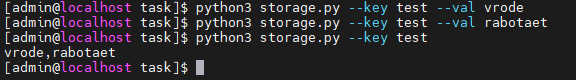 [admin@localhost task]$ python3 storage.py --key test --val vrode
[admin@localhost task]$ python3 storage.py --key test --val rabotaet
[admin@localhost task]$ python3 storage.py --key test
vrode,rabotaet
[admin@localhost task]$